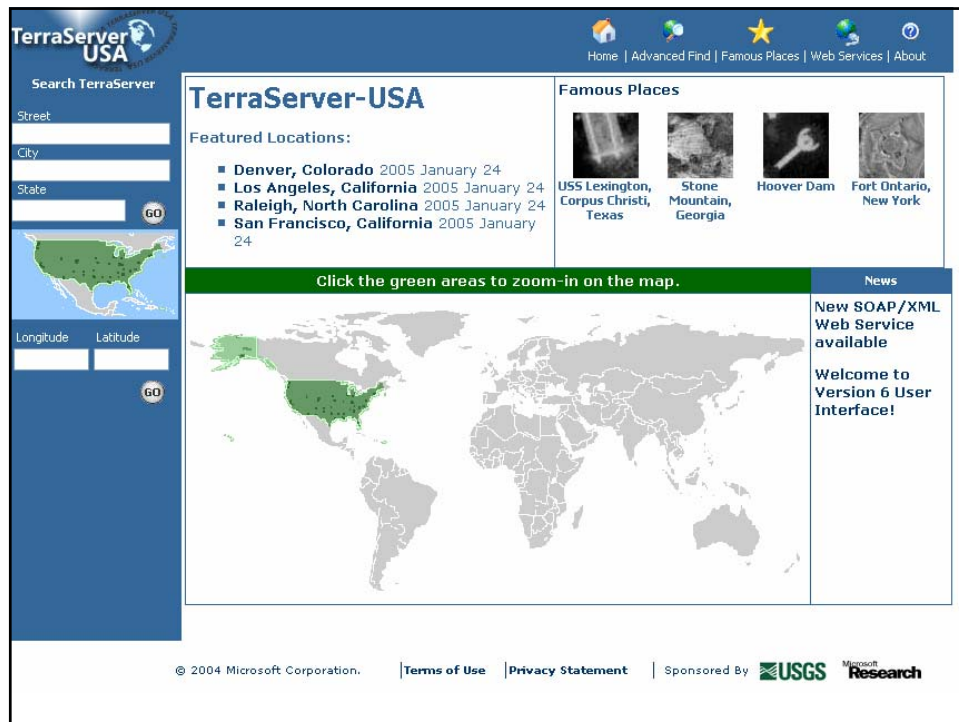 TerraServer
USA
Home | Advanced Find | Famous Places | Web Services | About
Search TerraServer
Street
City
State
GO
Longitude Latitude
GO
TerraServer-USA
Featured Locations:
Denver, Colorado 2005 January 24
Los Angeles, California 2005 January 24
Raleigh, North Carolina 2005 January 24
San Francisco, California 2005 January
24
Famous Places
USS Lexington,
Corpus Christi,
Texas
Stone
Mountain,
Georgia
Hoover Dam
Fort Ontario,
New York
Click the green areas to zoom-in on the map.
News
New SOAP/XML
Web Service
available
Welcome to
Version 6 User
Interface!
© 2004 Microsoft Corporation. |Terms of Use |Privacy Statement | Sponsored By USGS Microsoft Research